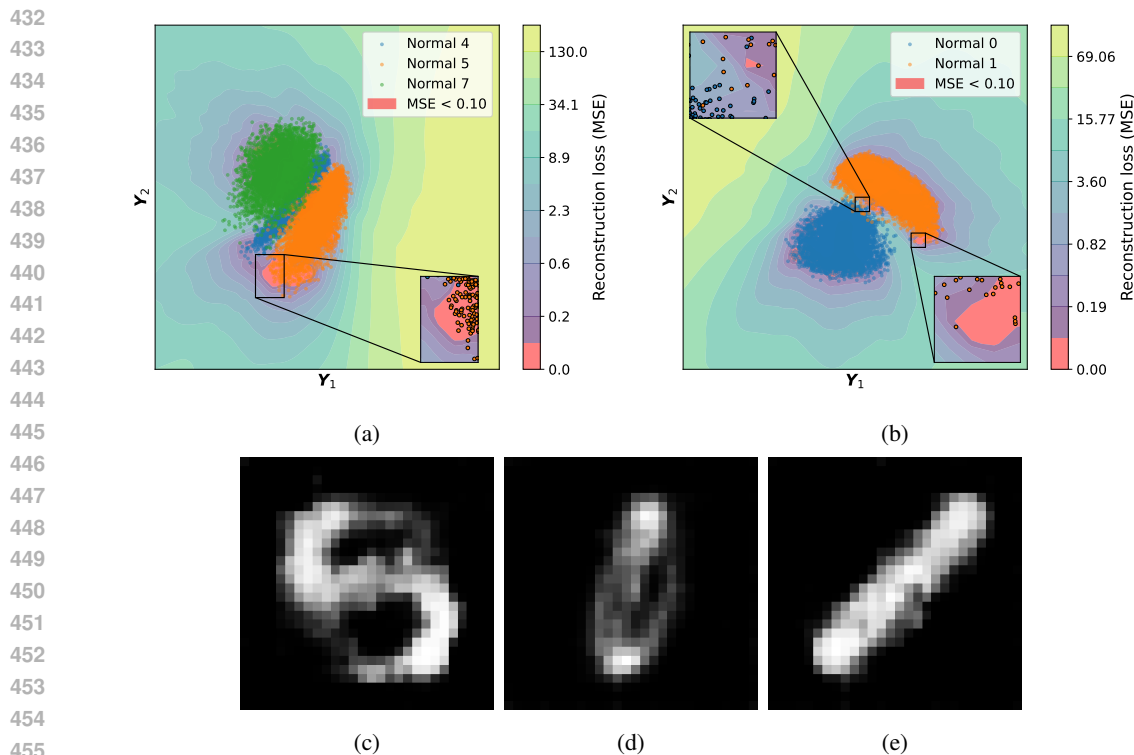 432
433
434
435
436
437
438
439
440
441
442
443
444
445
446
447
448
449
450
451
452
453
454
455
Normal 4
Normal 5
Normal 7
MSE < 0.10
Y2
Y1
130.0
34.1
8.9
2.3
0.6
0.2
0.0
Reconstruction loss (MSE)
(a)
Normal 0
Normal 1
MSE < 0.10
Y2
Y1
69.06
15.77
3.60
0.82
0.19
0.00
Reconstruction loss (MSE)
(b)
(c)
(d)
(e)